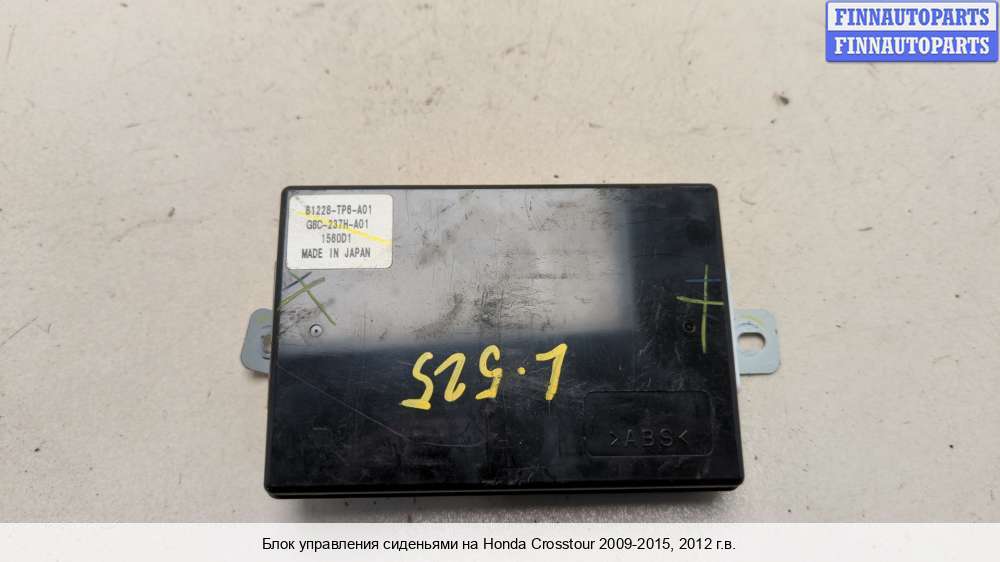 FINNAUTOPARTS
FINNAUTOPARTS
81228-TP6-A01
GBC-237H-A01
1560D1
MADE IN JAPAN
L.525
>ABS<
Блок управления сиденьями на Honda Crosstour 2009-2015, 2012 г.в.